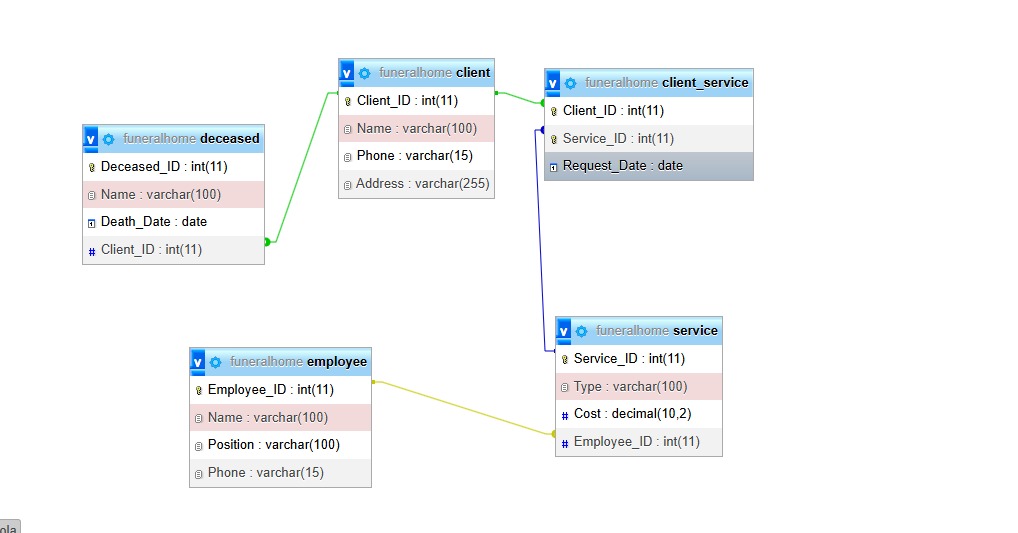 funeralhome client
Client_ID : int(11)
Name : varchar(100)
Phone : varchar(15)
Address : varchar(255)
funeralhome client_service
Client_ID : int(11)
Service_ID : int(11)
Request_Date : date
funeralhome deceased
Deceased_ID : int(11)
Name : varchar(100)
Death_Date : date
Client_ID : int(11)
funeralhome service
Service_ID : int(11)
Type : varchar(100)
Cost : decimal(10,2)
Employee_ID : int(11)
funeralhome employee
Employee_ID : int(11)
Name : varchar(100)
Position : varchar(100)
Phone : varchar(15)